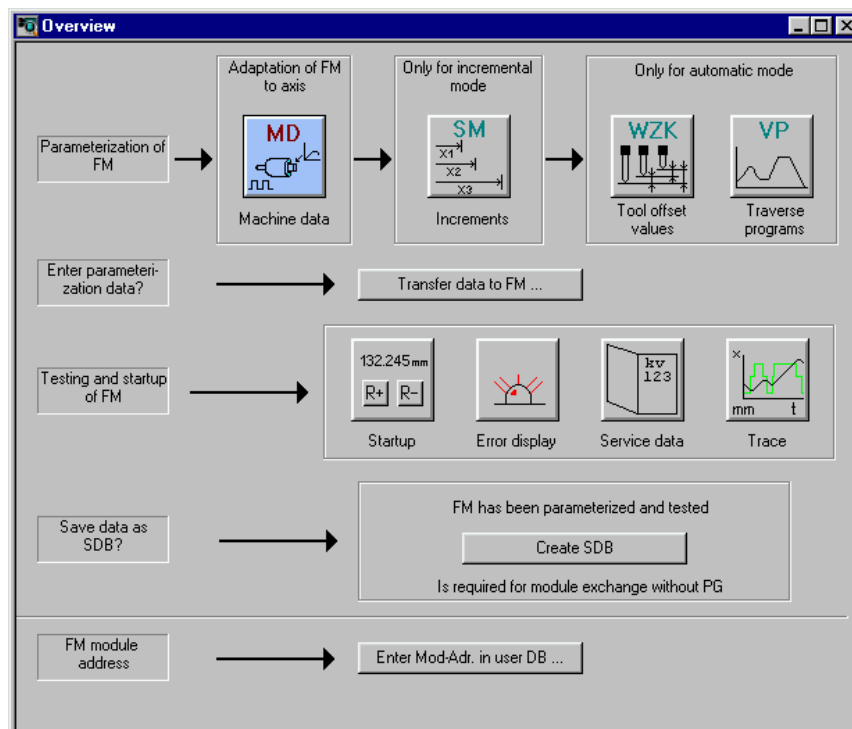 Overview
Adaptation of FM
to axis
Only for incremental
mode
Only for automatic mode
Parameterization of
FM
MD
SM
X1
X2
X3
WZK
VP
Machine data
Increments
Tool offset
values
Traverse
programs
Enter parameteri-
zation data?
Transfer data to FM ...
Testing and startup
of FM
132.245mm
R+ R-
kv
123
x
mm t
Startup
Error display
Service data
Trace
Save data as
SDB?
FM has been parameterized and tested
Create SDB
Is required for module exchange without PG
FM module
address
Enter Mod-Adr. in user DB ...